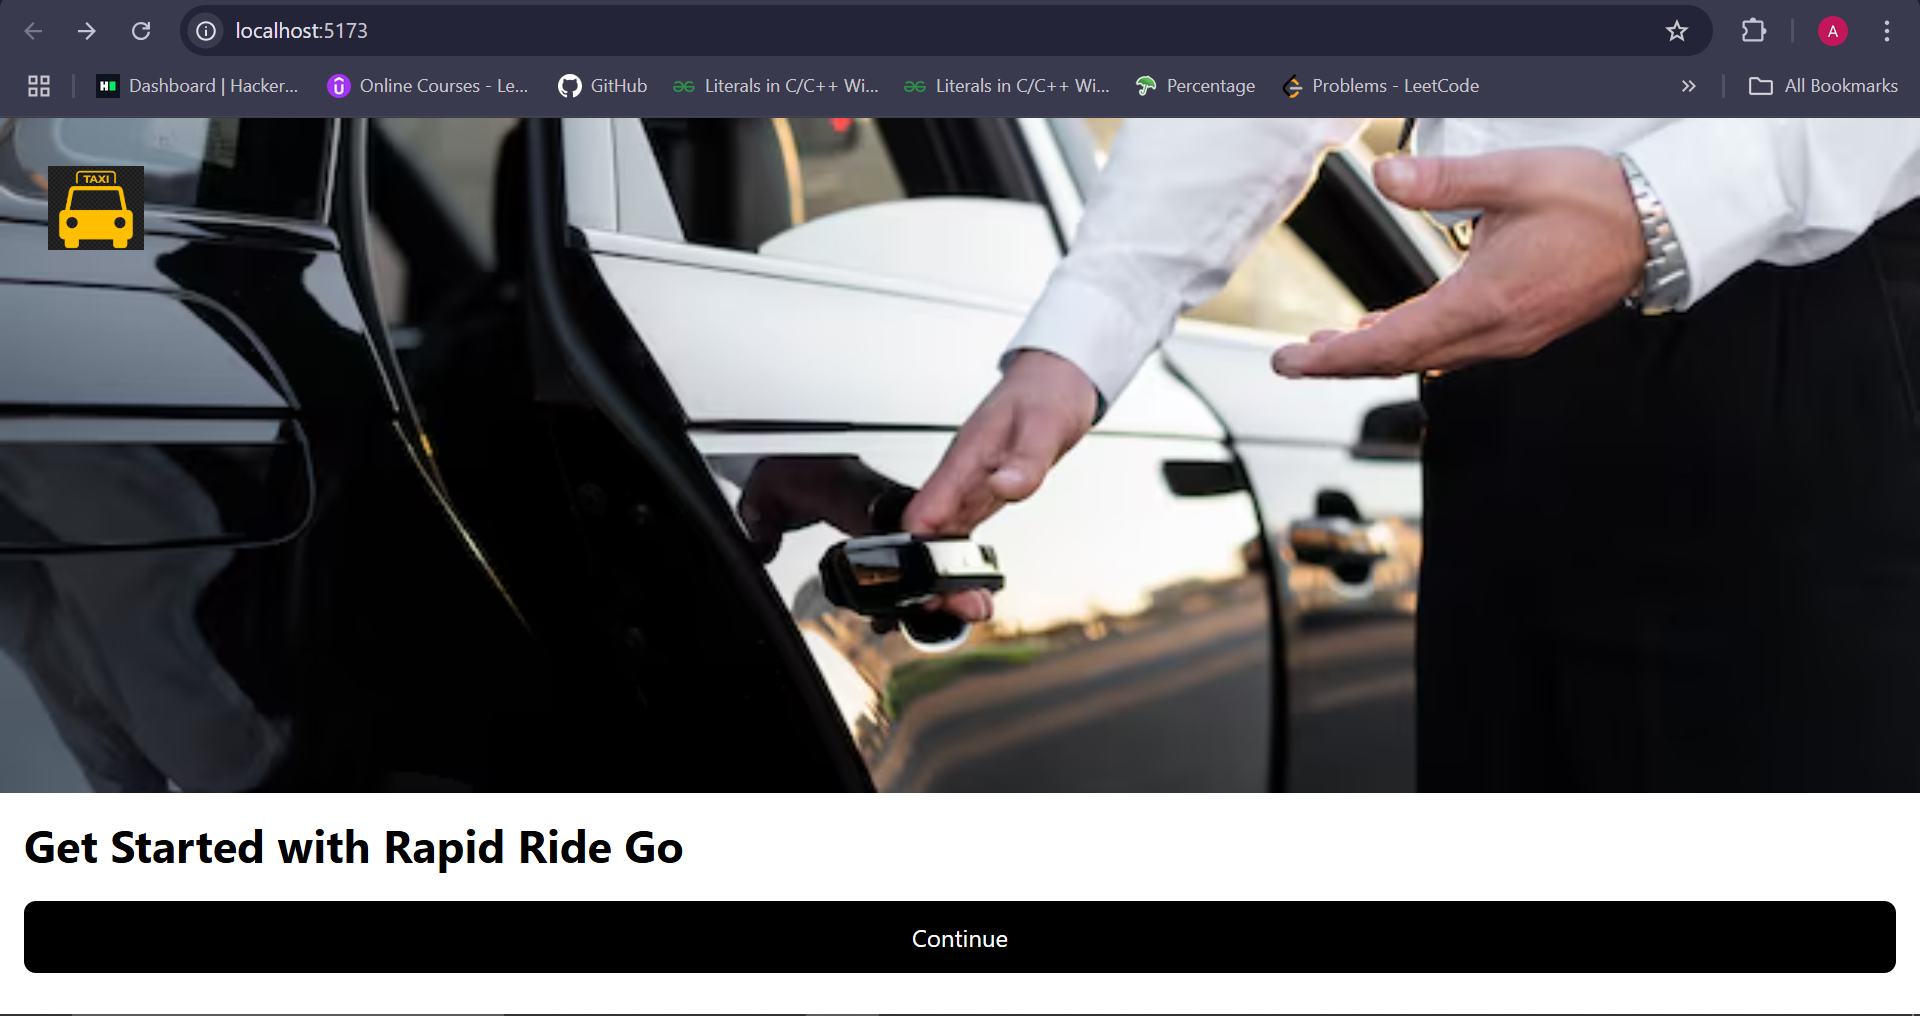 localhost:5173
A
Dashboard | Hacker...
Online Courses - Le...
GitHub
Literals in C/C++ Wi...
Literals in C/C++ Wi...
Percentage
Problems - LeetCode
All Bookmarks
TAXI
Get Started with Rapid Ride Go
Continue